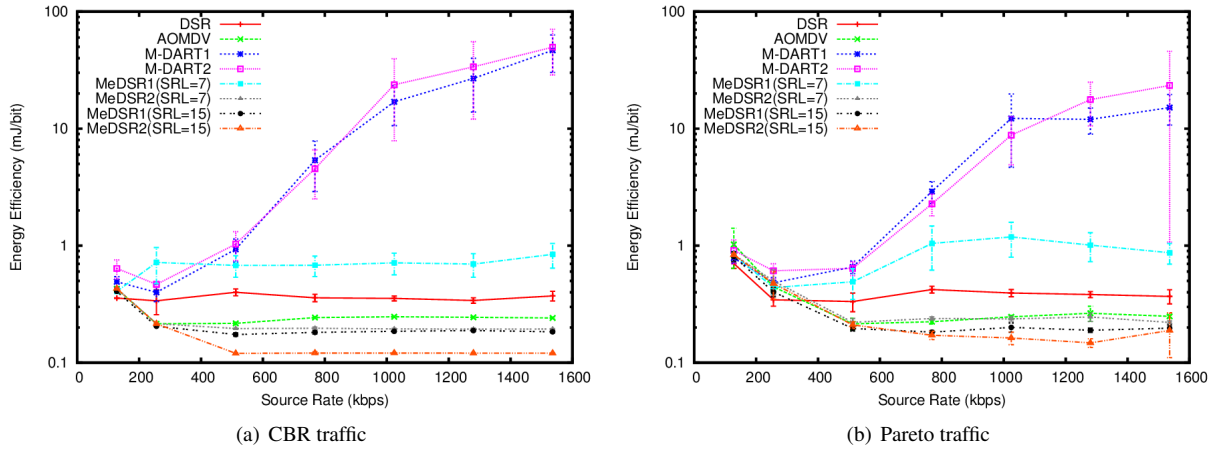 DSR
AOMDV
M-DART1
M-DART2
MeDSR1(SRL=7)
MeDSR2(SRL=7)
MeDSR1(SRL=15)
MeDSR2(SRL=15)
Energy Efficiency (mJ/bit)
100
10
1
0.1
0 200 400 600 800 1000 1200 1400 1600
Source Rate (kbps)
(a) CBR traffic
DSR
AOMDV
M-DART1
M-DART2
MeDSR1(SRL=7)
MeDSR2(SRL=7)
MeDSR1(SRL=15)
MeDSR2(SRL=15)
Energy Efficiency (mJ/bit)
100
10
1
0.1
0 200 400 600 800 1000 1200 1400 1600
Source Rate (kbps)
(b) Pareto traffic